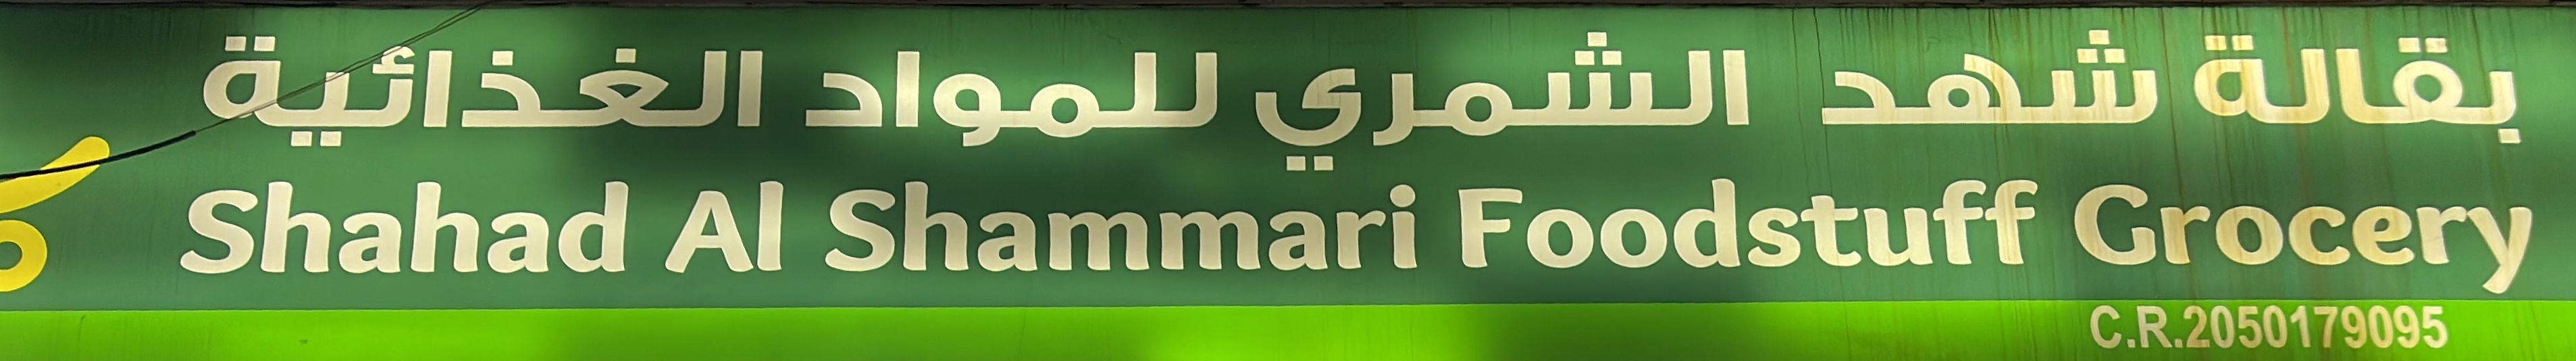 بقالة شهد الشمري للمواد الغذائية
Shahad Al Shammari Foodstuff Grocery
C.R.2050179095